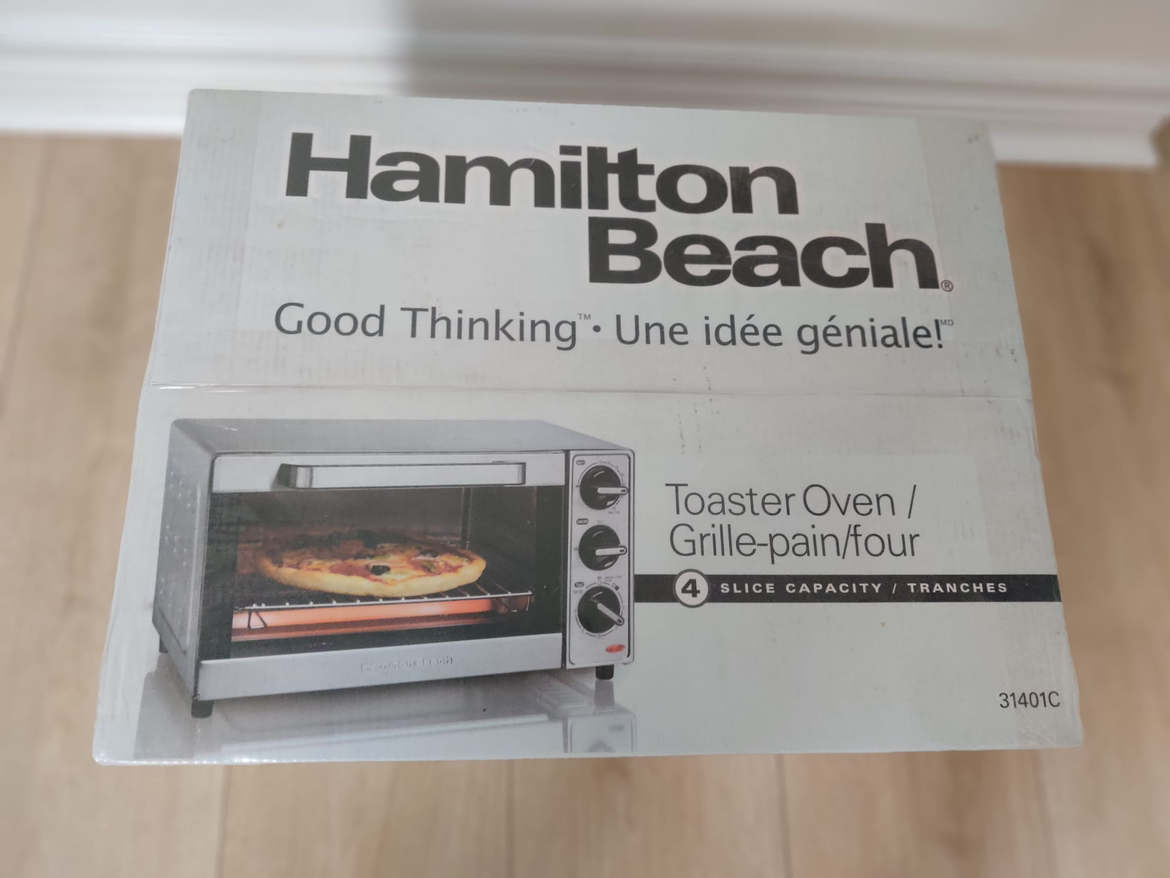 Hamilton
Beach®
Good Thinking™ • Une idée géniale!MD
Toaster Oven /
Grille-pain/four
4 SLICE CAPACITY / TRANCHES
31401C